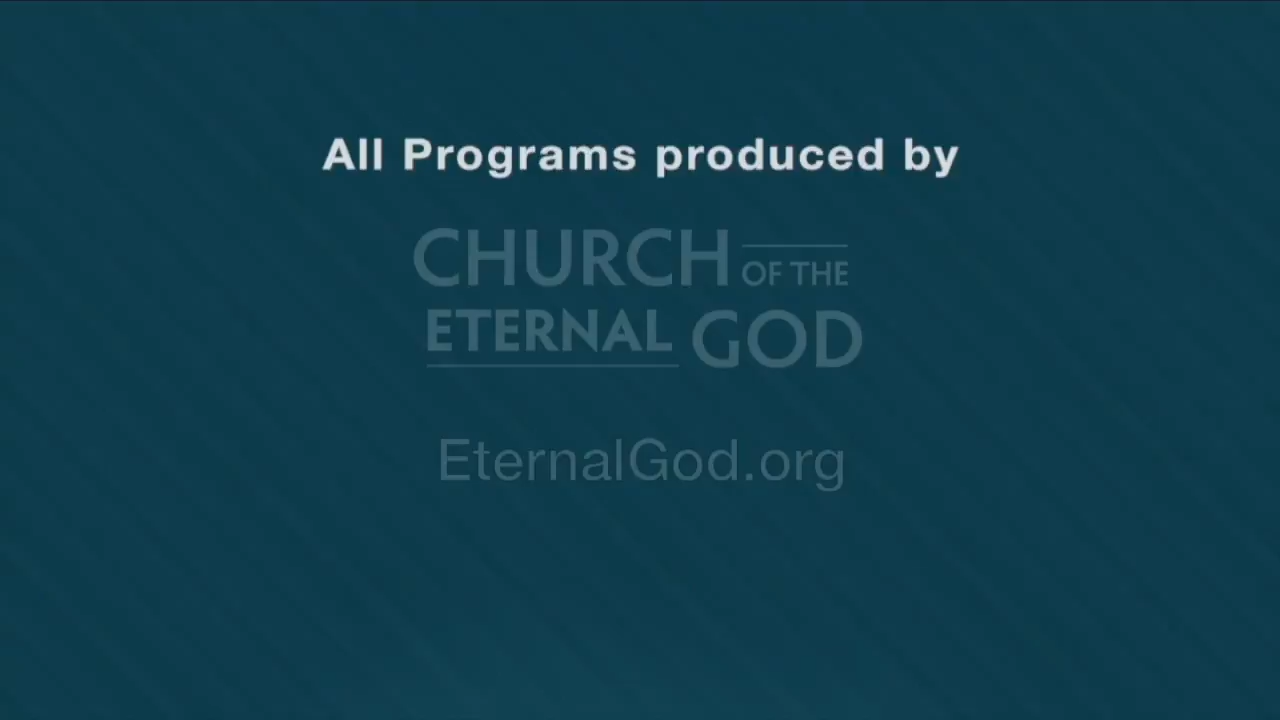 All Programs produced by
CHURCH OF THE
ETERNAL GOD
EternalGod.org